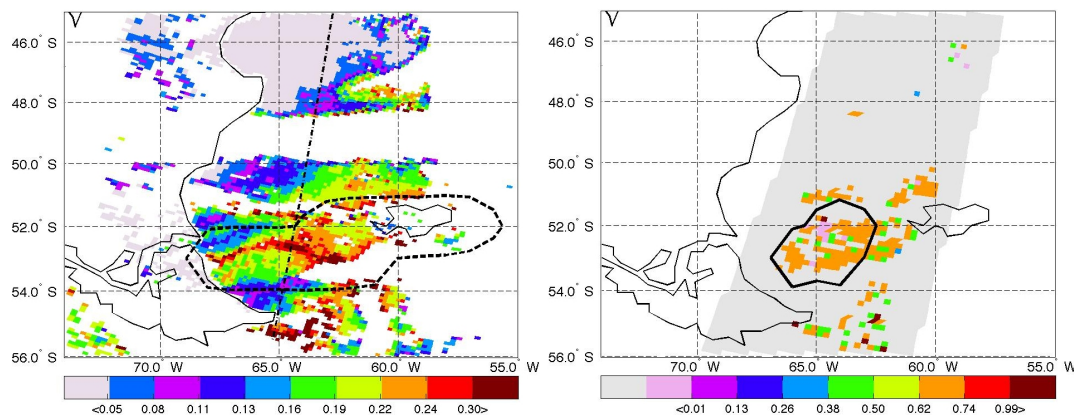 46.0° S
48.0° S
50.0° S
52.0° S
54.0° S
56.0° S
70.0° W
65.0° W
60.0° W
55.0° W
<0.05 0.08 0.11 0.13 0.16 0.19 0.22 0.24 0.30>
46.0° S
48.0° S
50.0° S
52.0° S
54.0° S
56.0° S
70.0° W
65.0° W
60.0° W
55.0° W
<0.01 0.13 0.26 0.38 0.50 0.62 0.74 0.99>